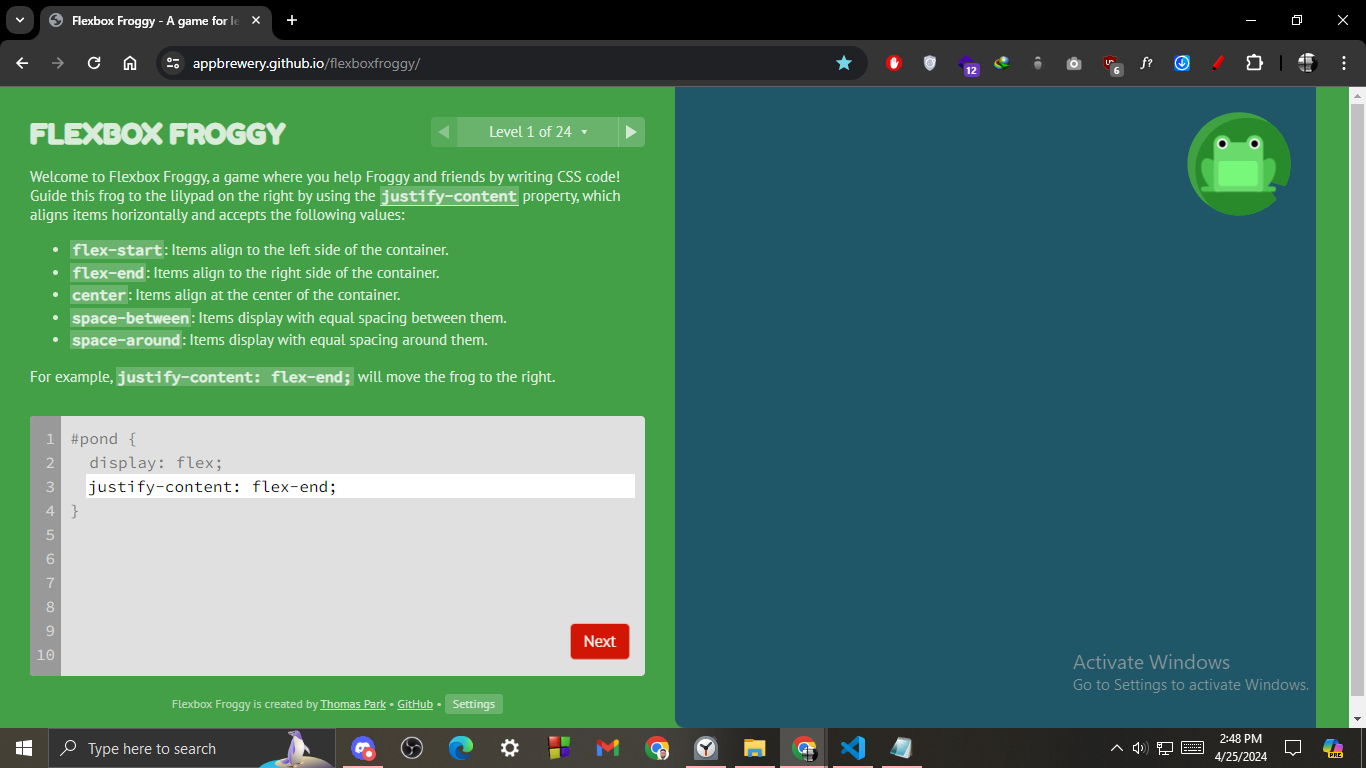 Flexbox Froggy - A game for le
appbrewery.github.io/flexboxfroggy/
12
6
f?
FLEXBOX FROGGY
Level 1 of 24
Welcome to Flexbox Froggy, a game where you help Froggy and friends by writing CSS code!
Guide this frog to the lilypad on the right by using the justify-content property, which
aligns items horizontally and accepts the following values:
• flex-start: Items align to the left side of the container.
• flex-end: Items align to the right side of the container.
• center: Items align at the center of the container.
• space-between: Items display with equal spacing between them.
• space-around: Items display with equal spacing around them.
For example, justify-content: flex-end; will move the frog to the right.
1 #pond {
2 display: flex;
3 justify-content: flex-end;
4 }
5
6
7
8
9
10
Next
Flexbox Froggy is created by Thomas Park • GitHub • Settings
Activate Windows
Go to Settings to activate Windows.
Type here to search
2:48 PM
4/25/2024
PRE